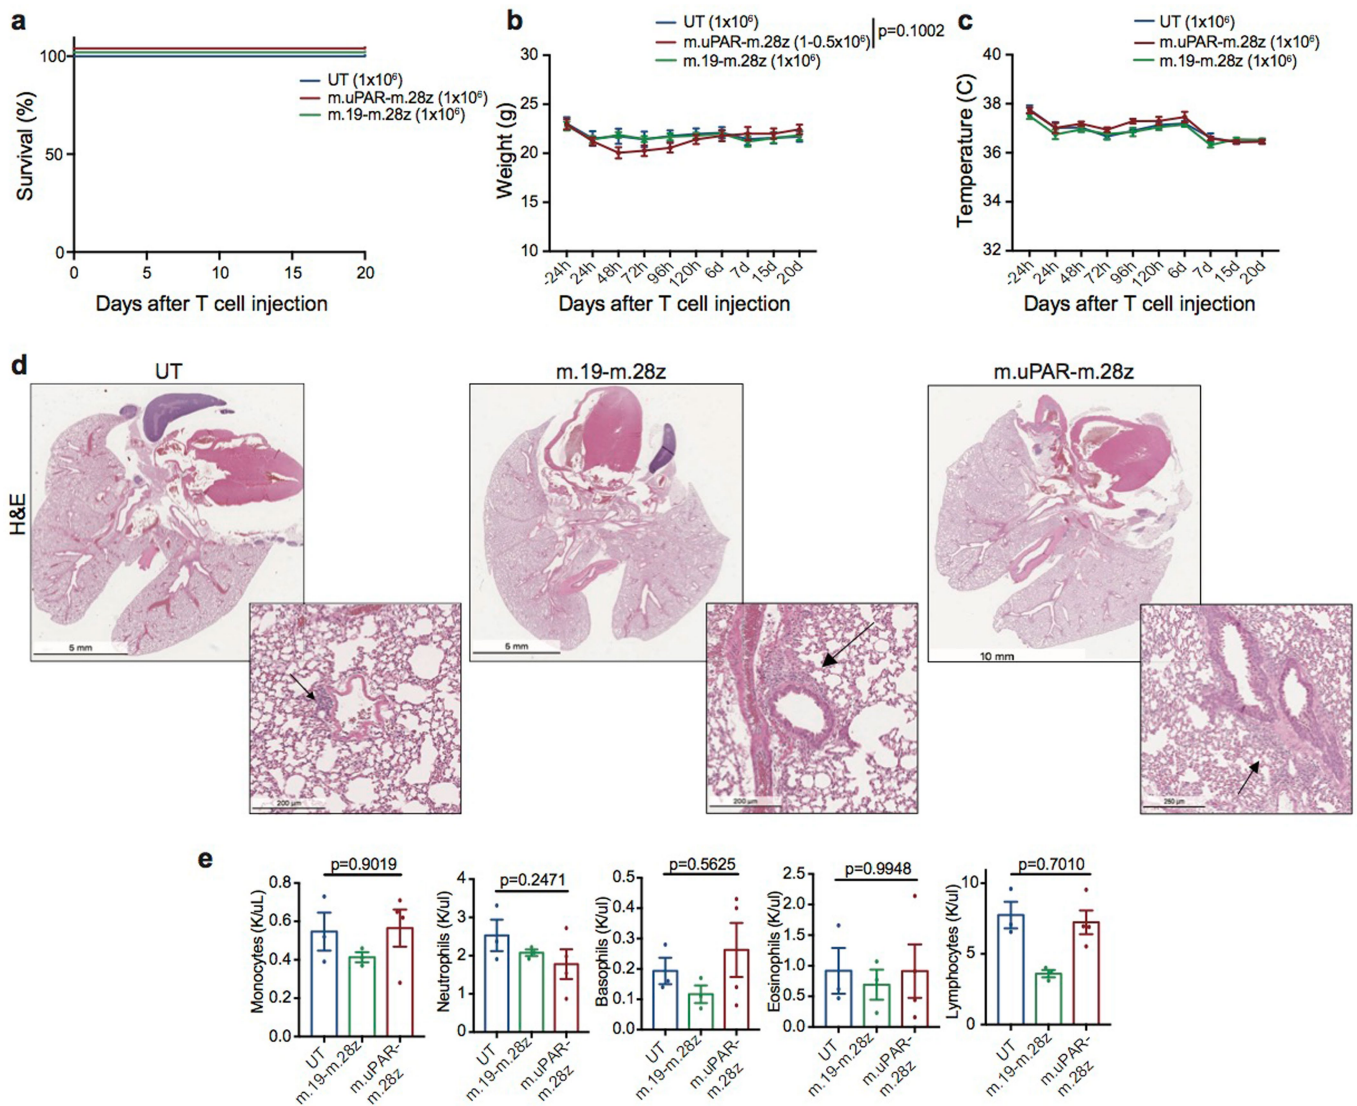 a
100
50
0
0 5 10 15 20
Survival (%)
Days after T cell injection
UT (1x10⁶)
m.uPAR-m.28z (1x10⁶)
m.19-m.28z (1x10⁶)
b
UT (1x10⁶)
m.uPAR-m.28z (1-0.5x10⁶)
m.19-m.28z (1x10⁶)
p=0.1002
30
25
20
15
10
Weight (g)
-24h 24h 48h 72h 96h 120h 6d 7d 15d 20d
Days after T cell injection
c
UT (1x10⁶)
m.uPAR-m.28z (1x10⁶)
m.19-m.28z (1x10⁶)
40
38
36
34
32
Temperature (C)
-24h 24h 48h 72h 96h 120h 6d 7d 15d 20d
Days after T cell injection
d
UT
m.19-m.28z
m.uPAR-m.28z
H&E
5 mm
5 mm
10 mm
200 µm
200 µm
250 µm
e
p=0.9019
0.8
0.6
0.4
0.2
0.0
Monocytes (K/uL)
UT
m.19-m.28z
m.uPAR-
m.28z
p=0.2471
4
3
2
1
0
Neutrophils (K/ul)
UT
m.19-m.28z
m.uPAR-
m.28z
p=0.5625
0.5
0.4
0.3
0.2
0.1
0.0
Basophils (K/ul)
UT
m.19-m.28z
m.uPAR-
m.28z
p=0.9948
2.5
2.0
1.5
1.0
0.5
0.0
Eosinophils (K/ul)
UT
m.19-m.28z
m.uPAR-
m.28z
p=0.7010
10
5
0
Lymphocytes (K/ul)
UT
m.19-m.28z
m.uPAR-
m.28z